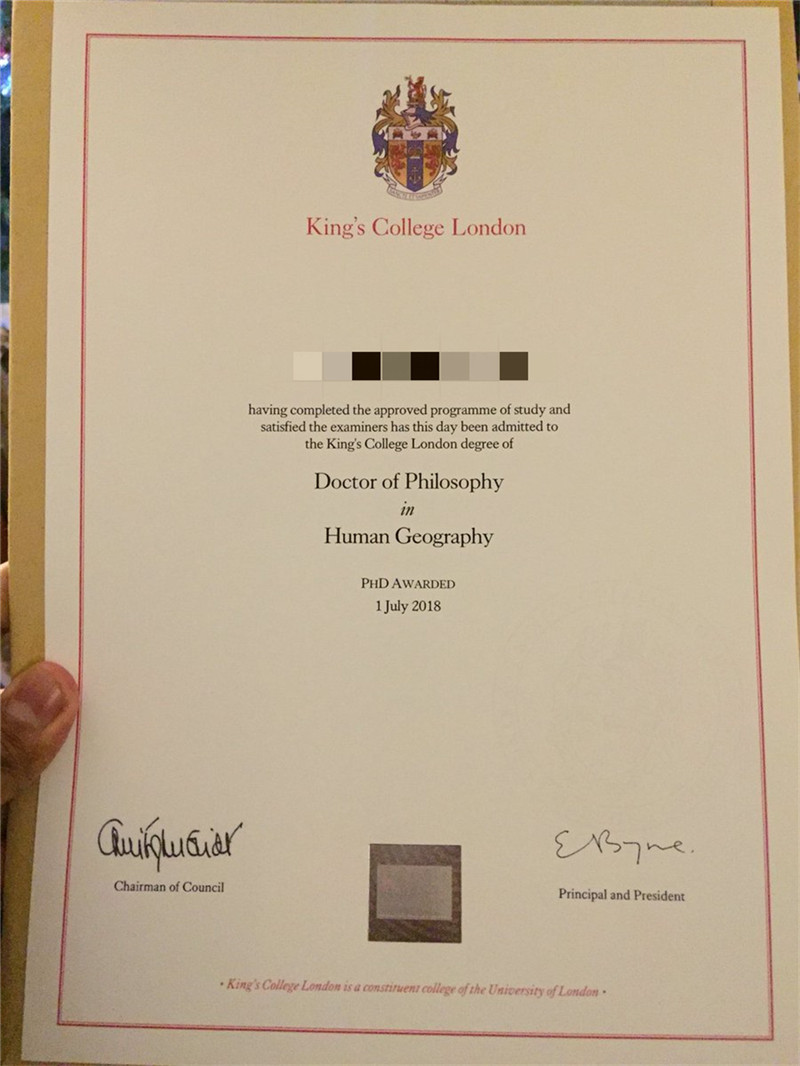 King's College London
having completed the approved programme of study and
satisfied the examiners has this day been admitted to
the King's College London degree of
Doctor of Philosophy
in
Human Geography
PHD AWARDED
1 July 2018
Chairman of Council
E Byrne.
Principal and President
• King's College London is a constituent college of the University of London •